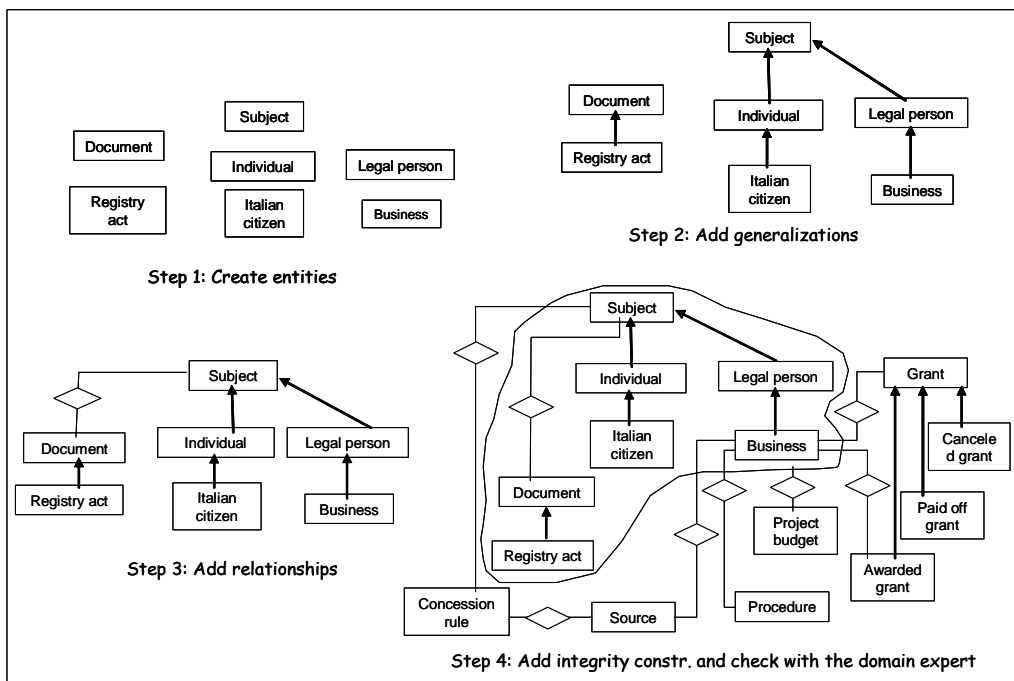 Subject
Document
Individual
Legal person
Registry
act
Italian
citizen
Business
Step 1: Create entities
Subject
Document
Individual
Legal person
Registry act
Italian
citizen
Business
Step 2: Add generalizations
Subject
Document
Individual
Legal person
Registry act
Italian
citizen
Business
Step 3: Add relationships
Subject
Individual
Legal person
Grant
Italian
citizen
Business
Cancele
d grant
Document
Project
budget
Paid off
grant
Registry act
Awarded
grant
Concession
rule
Source
Procedure
Step 4: Add integrity constr. and check with the domain expert